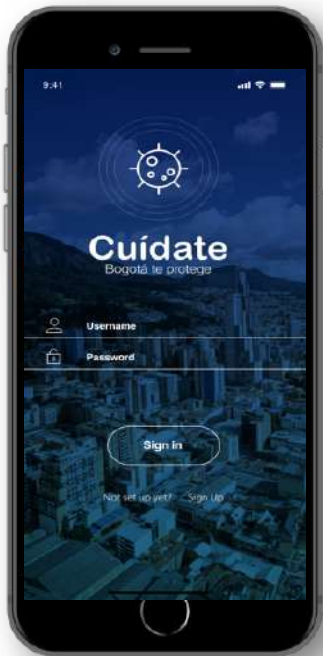 9:41
Cuídate
Bogotá te protege
Username
Password
Sign in
Not set up yet? Sign Up